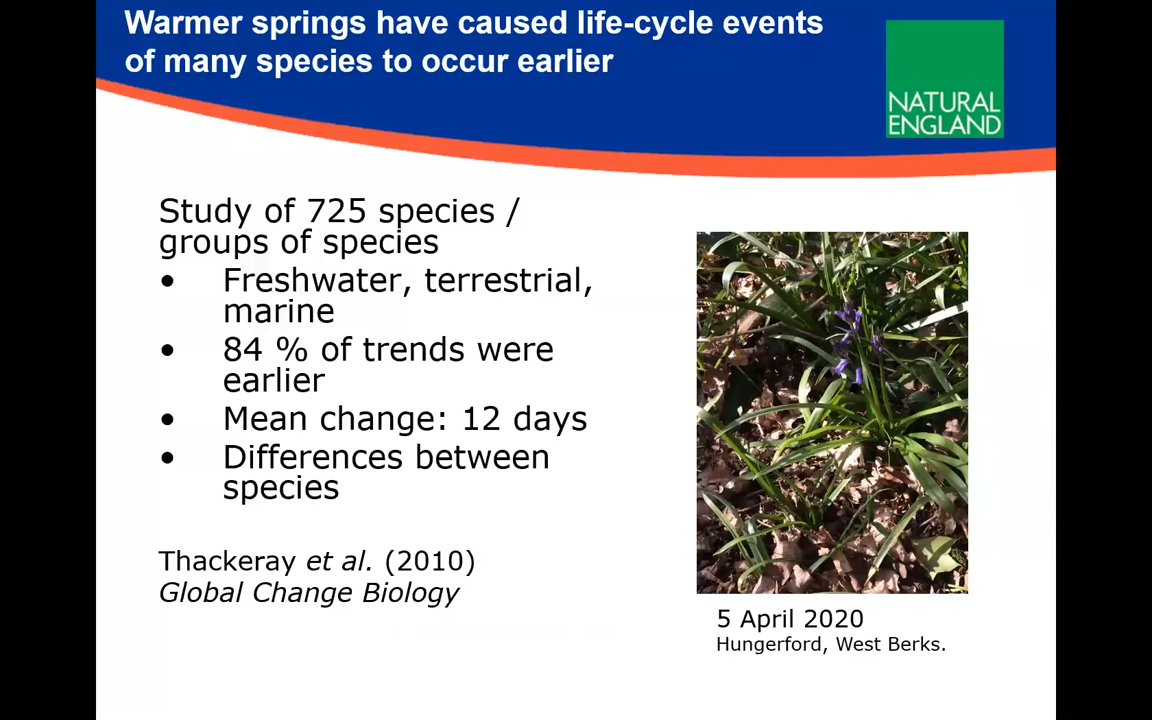 Warmer springs have caused life-cycle events
of many species to occur earlier
NATURAL
ENGLAND
Study of 725 species /
groups of species
• Freshwater, terrestrial,
marine
• 84 % of trends were
earlier
• Mean change: 12 days
• Differences between
species
Thackeray et al. (2010)
Global Change Biology
5 April 2020
Hungerford, West Berks.